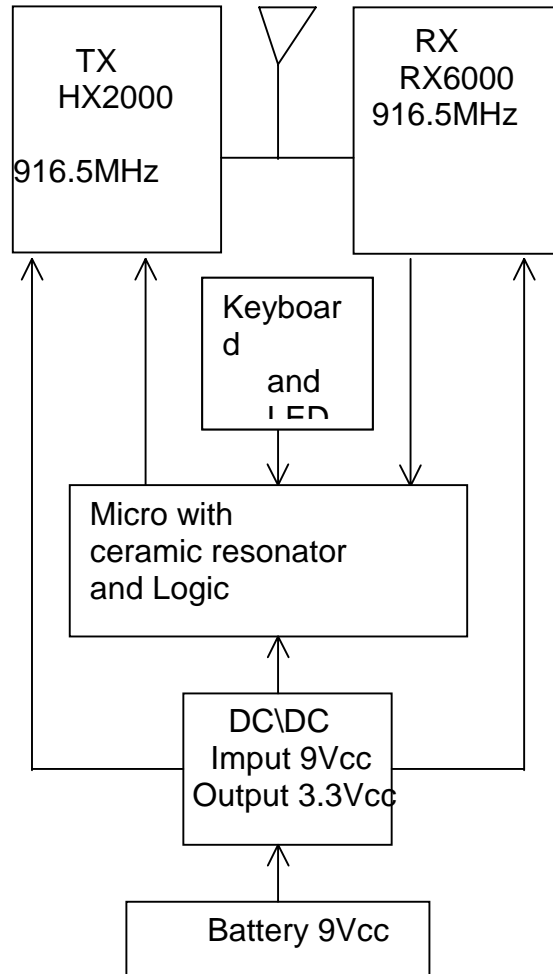 TX
HX2000
916.5MHz
RX
RX6000
916.5MHz
Keyboar
d
and
LED
Micro with
ceramic resonator
and Logic
DC\DC
Imput 9Vcc
Output 3.3Vcc
Battery 9Vcc